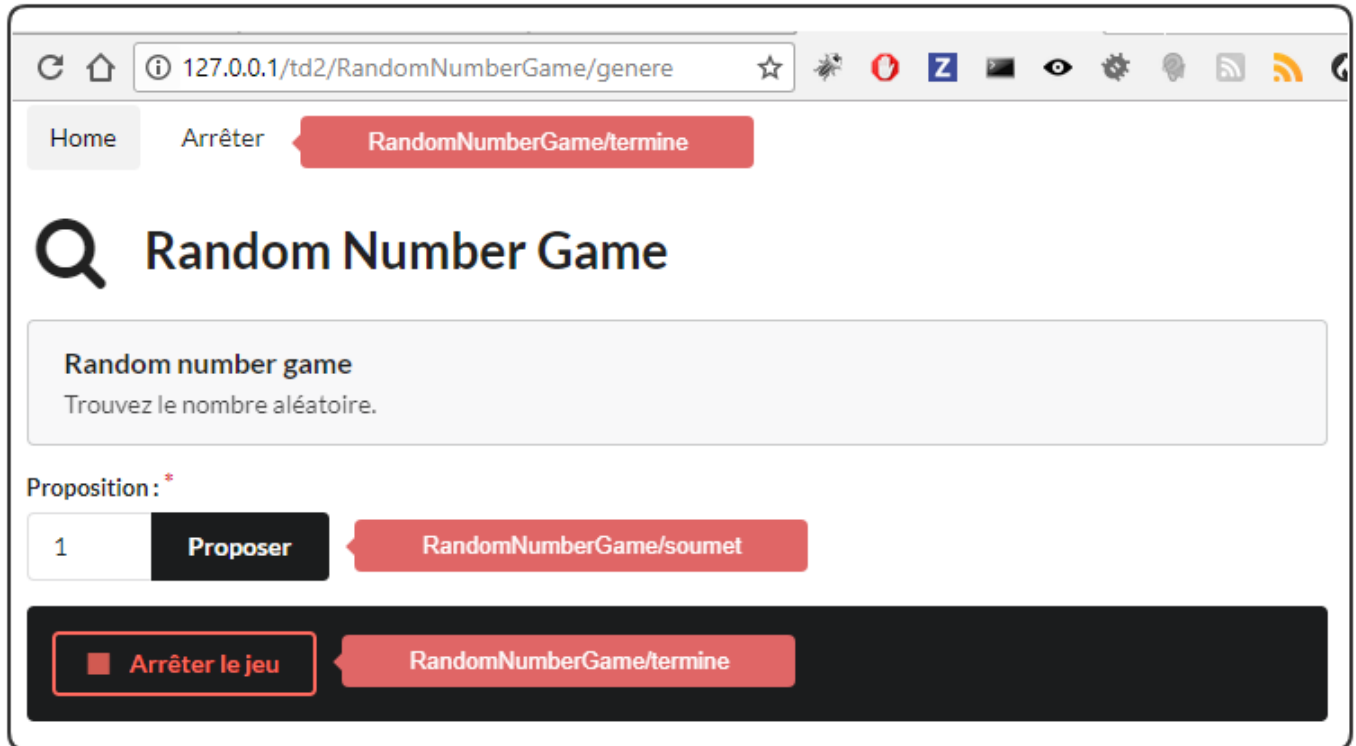 127.0.0.1/td2/RandomNumberGame/genere
Z
Home Arrêter RandomNumberGame/termine
Random Number Game
Random number game
Trouvez le nombre aléatoire.
Proposition : *
1 Proposer RandomNumberGame/soumet
Arrêter le jeu RandomNumberGame/termine